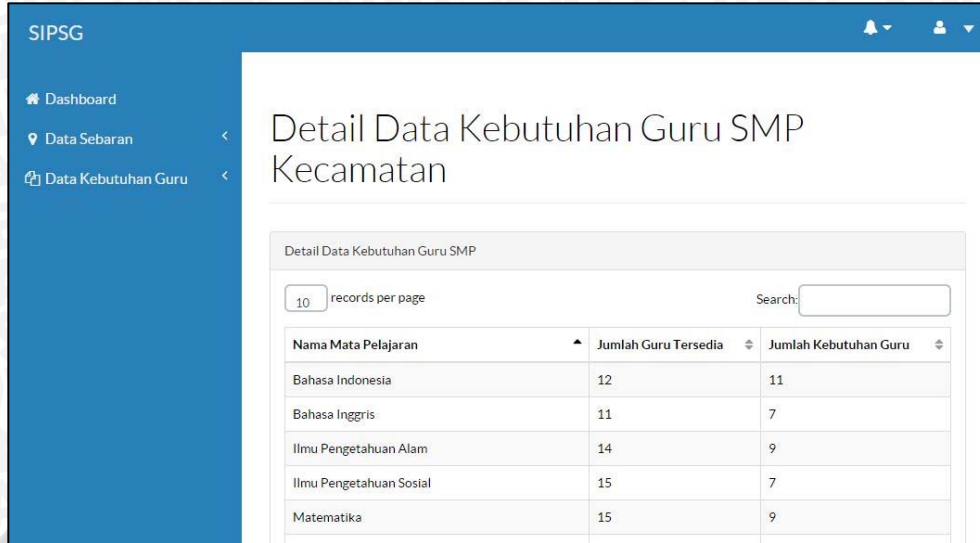 SIPSG
Dashboard
Data Sebaran
Data Kebutuhan Guru
Detail Data Kebutuhan Guru SMP
Kecamatan
Detail Data Kebutuhan Guru SMP
10 records per page Search:
Nama Mata Pelajaran Jumlah Guru Tersedia Jumlah Kebutuhan Guru
Bahasa Indonesia 12 11
Bahasa Inggris 11 7
Ilmu Pengetahuan Alam 14 9
Ilmu Pengetahuan Sosial 15 7
Matematika 15 9